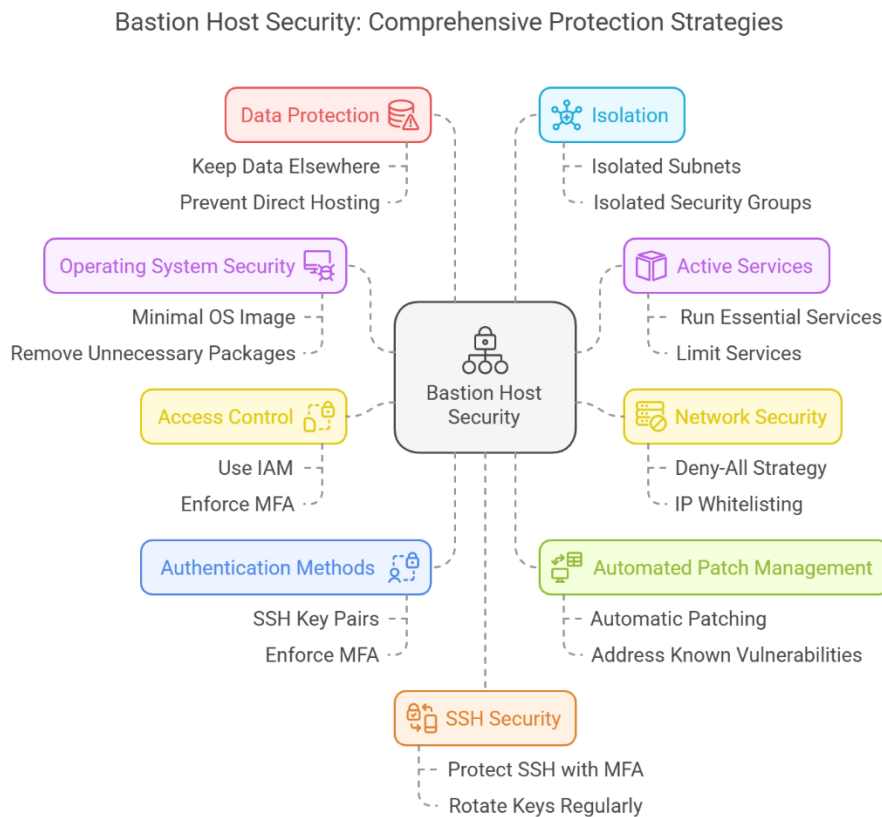 Bastion Host Security: Comprehensive Protection Strategies
Data Protection
Keep Data Elsewhere
Prevent Direct Hosting
Isolation
Isolated Subnets
Isolated Security Groups
Operating System Security
Minimal OS Image
Remove Unnecessary Packages
Active Services
Run Essential Services
Limit Services
Bastion Host
Security
Access Control
Use IAM
Enforce MFA
Network Security
Deny-All Strategy
IP Whitelisting
Authentication Methods
SSH Key Pairs
Enforce MFA
Automated Patch Management
Automatic Patching
Address Known Vulnerabilities
SSH Security
Protect SSH with MFA
Rotate Keys Regularly